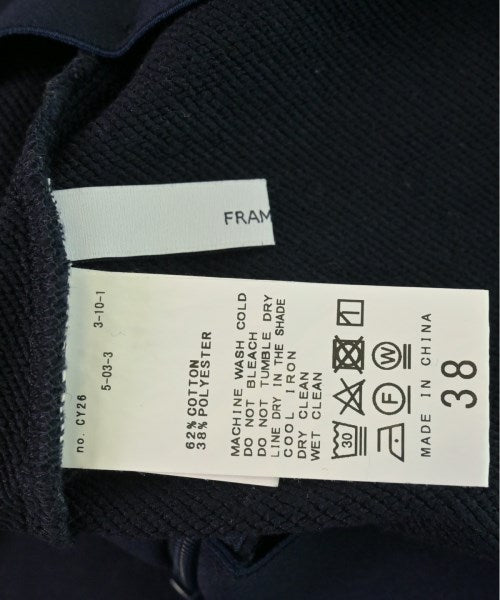 FRAM
no. CY26
3-10-1
5-03-3
62% COTTON
38% POLYESTER
MACHINE WASH COLD
DO NOT BLEACH
DO NOT TUMBLE DRY
LINE DRY IN THE SHADE
COOL IRON
DRY CLEAN
WET CLEAN
30
F
W
MADE IN CHINA
38